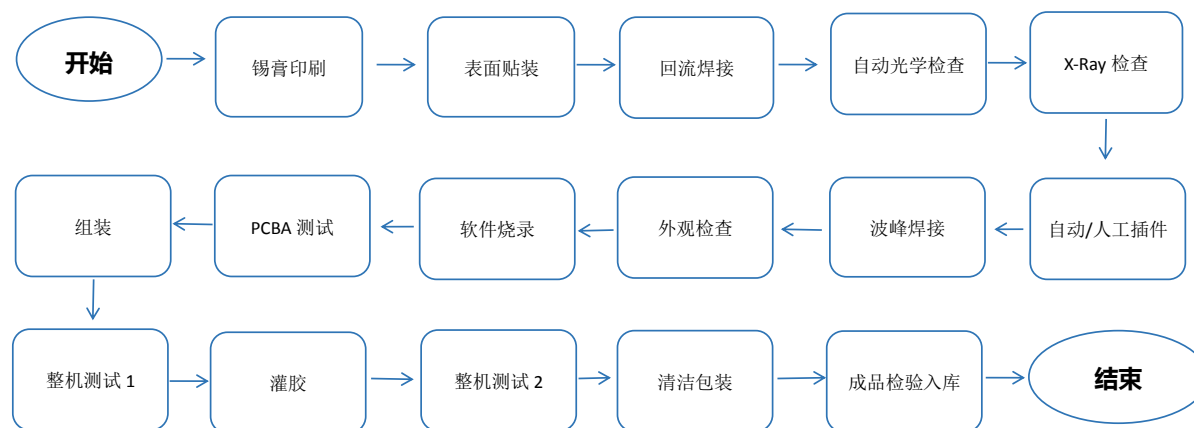 开始
锡膏印刷
表面贴装
回流焊接
自动光学检查
X-Ray 检查
自动/人工插件
波峰焊接
外观检查
软件烧录
PCBA 测试
组装
整机测试 1
灌胶
整机测试 2
清洁包装
成品检验入库
结束